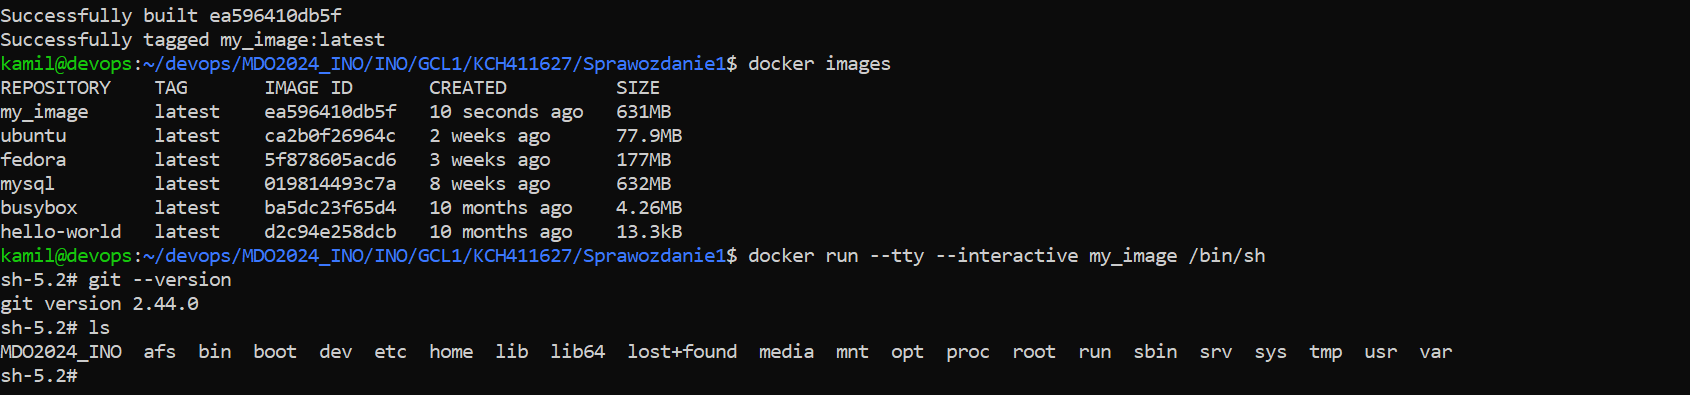 Successfully built ea596410db5f
Successfully tagged my_image:latest
kamil@devops:~/devops/MDO2024_INO/INO/GCL1/KCH411627/Sprawozdanie1$ docker images
REPOSITORY    TAG       IMAGE ID       CREATED          SIZE
my_image      latest    ea596410db5f   10 seconds ago   631MB
ubuntu        latest    ca2b0f26964c   2 weeks ago      77.9MB
fedora        latest    5f878605acd6   3 weeks ago      177MB
mysql         latest    019814493c7a   8 weeks ago      632MB
busybox       latest    ba5dc23f65d4   10 months ago    4.26MB
hello-world   latest    d2c94e258dcb   10 months ago    13.3kB
kamil@devops:~/devops/MDO2024_INO/INO/GCL1/KCH411627/Sprawozdanie1$ docker run --tty --interactive my_image /bin/sh
sh-5.2# git --version
git version 2.44.0
sh-5.2# ls
MDO2024_INO  afs  bin  boot  dev  etc  home  lib  lib64  lost+found  media  mnt  opt  proc  root  run  sbin  srv  sys  tmp  usr  var
sh-5.2#